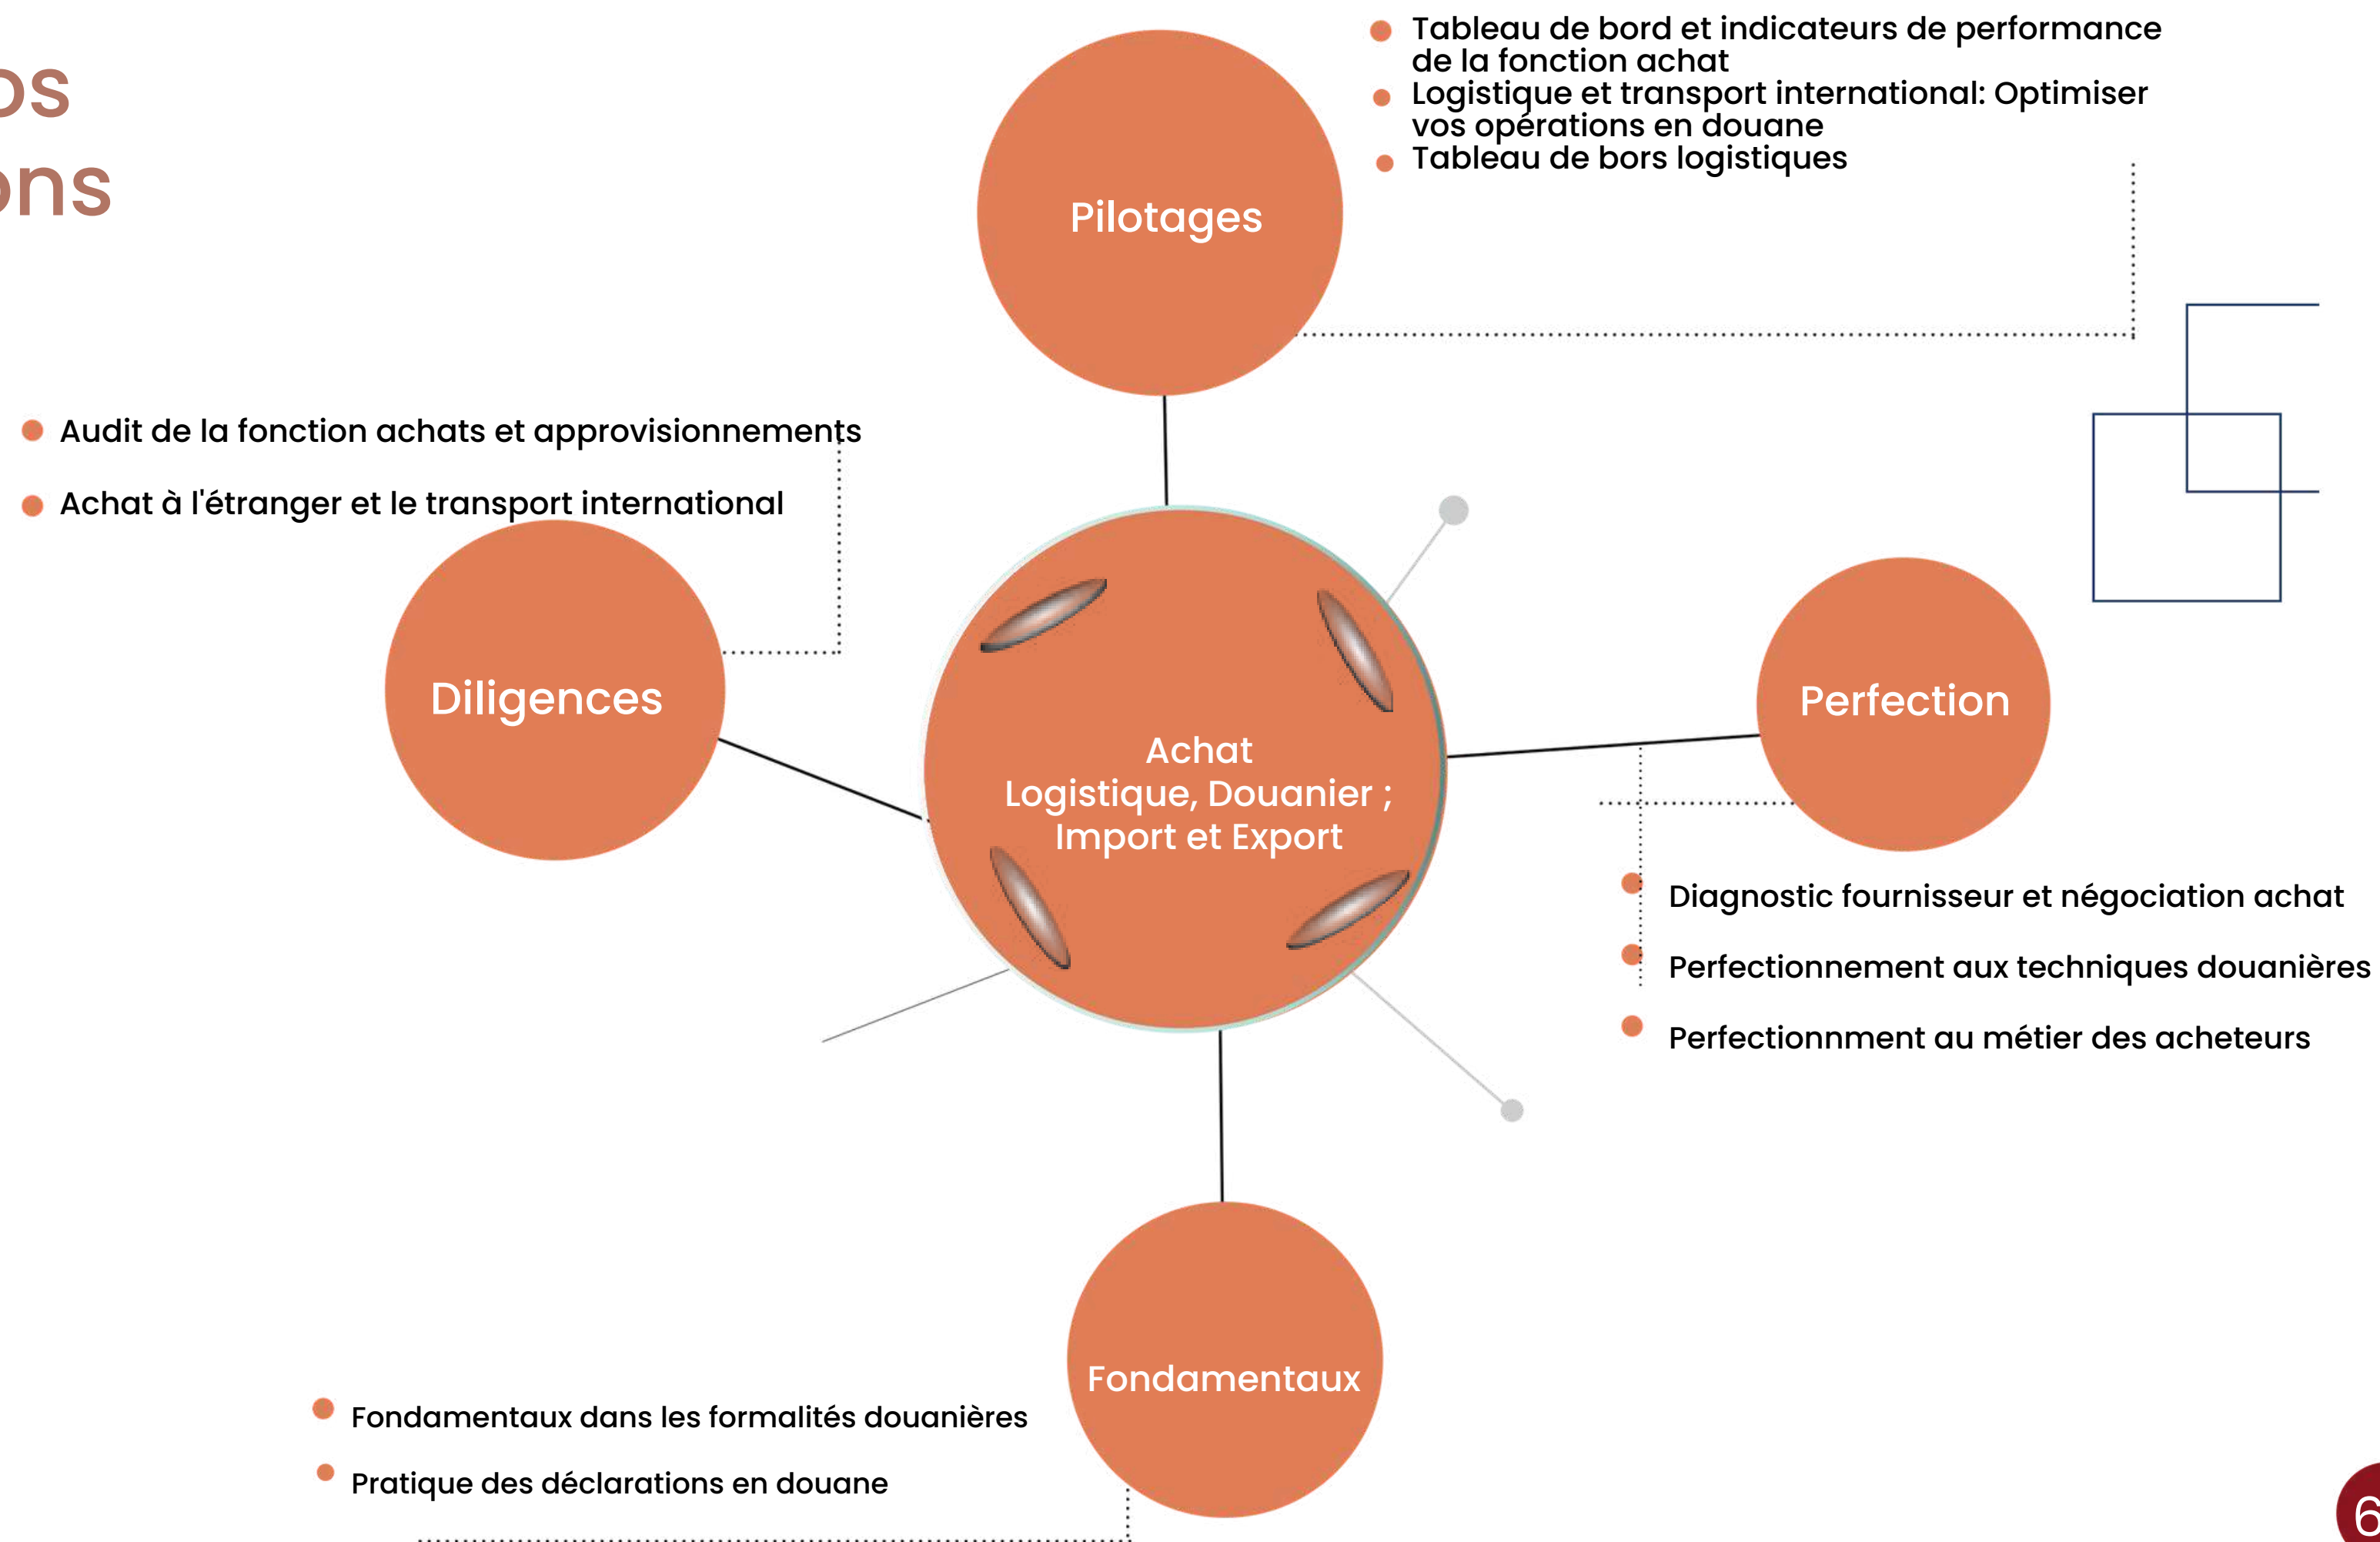 os
ons
Tableau de bord et indicateurs de performance
de la fonction achat
Logistique et transport international: Optimiser
vos opérations en douane
Tableau de bors logistiques
Pilotages
Audit de la fonction achats et approvisionnements
Achat à l'étranger et le transport international
Diligences
Perfection
Achat
Logistique, Douanier ;
Import et Export
Diagnostic fournisseur et négociation achat
Perfectionnement aux techniques douanières
Perfectionnment au métier des acheteurs
Fondamentaux
Fondamentaux dans les formalités douanières
Pratique des déclarations en douane
6